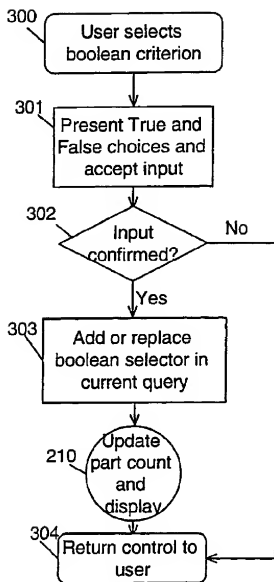 300
User selects
boolean criterion
301
Present True and
False choices and
accept input
302
Input
confirmed?
No
Yes
303
Add or replace
boolean selector in
current query
210
Update
part count
and
display
304
Return control to
user